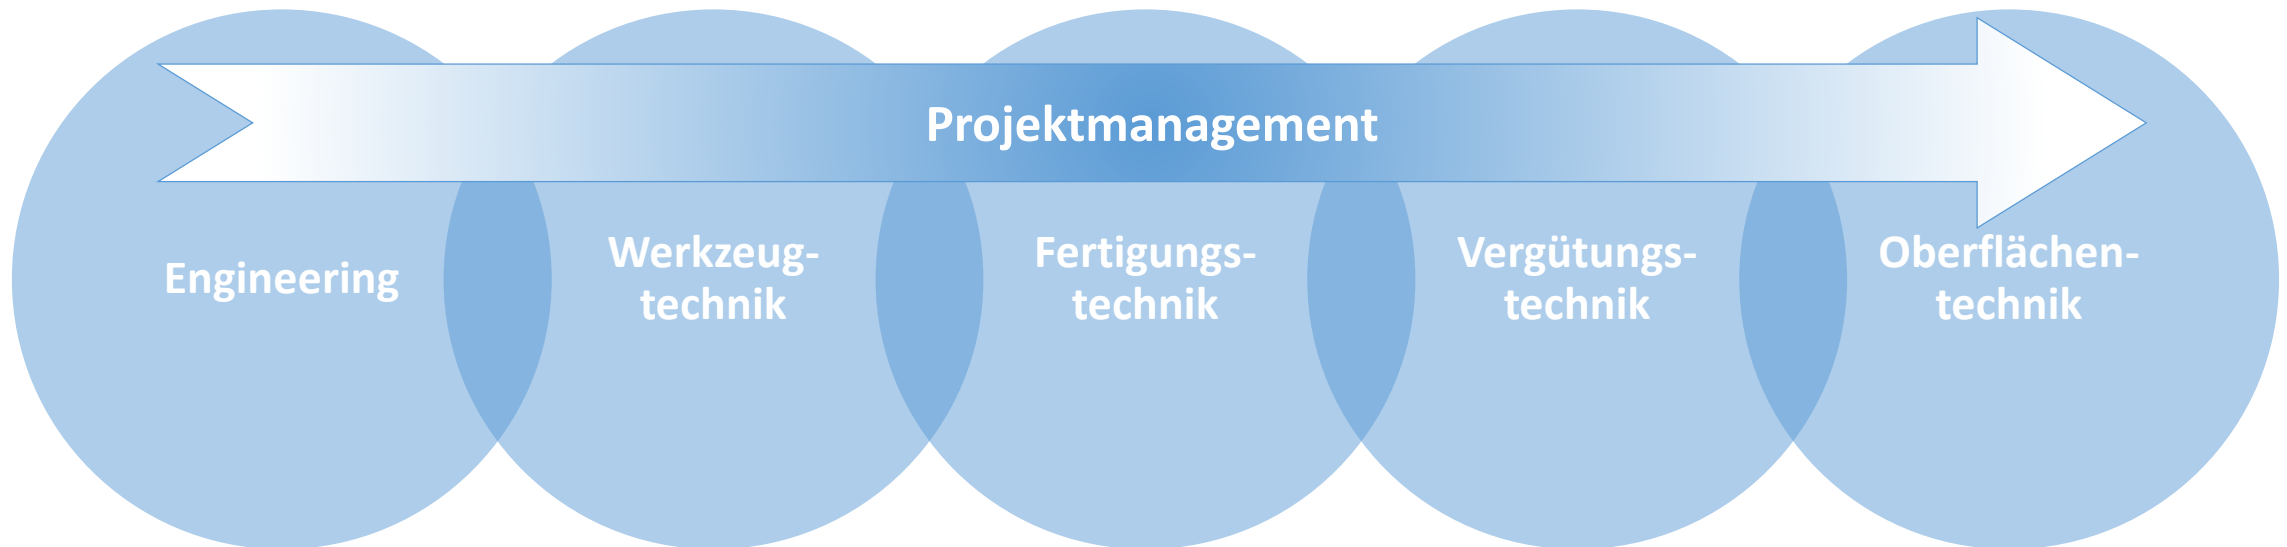 Projektmanagement
Engineering
Werkzeug-
technik
Fertigungs-
technik
Vergütungs-
technik
Oberflächen-
technik